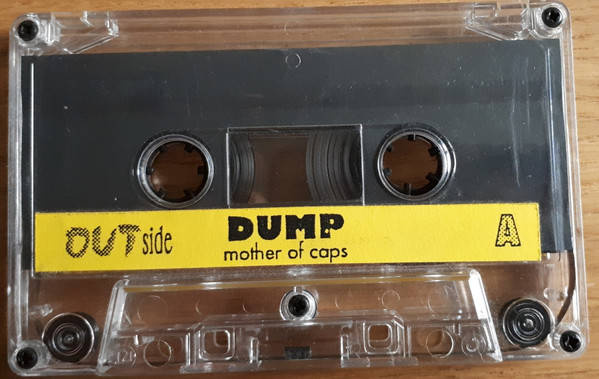 OUTside
DUMP
mother of caps
A